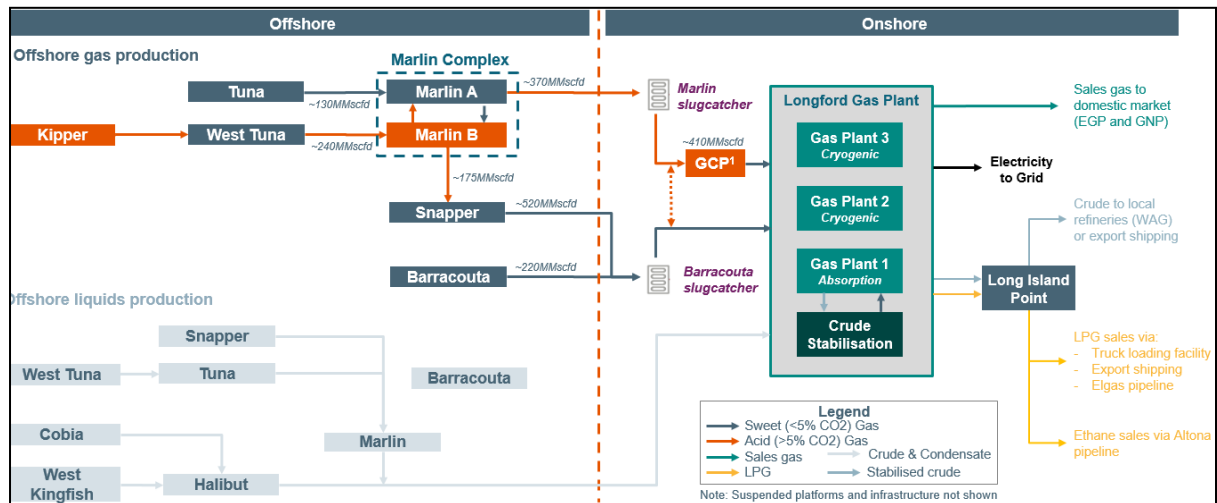 Offshore
Onshore
Offshore gas production
Marlin Complex
Tuna
~130MMscfd
Marlin A
~370MMscfd
Marlin
slugcatcher
Kipper
West Tuna
~240MMscfd
Marlin B
~175MMscfd
Snapper
~520MMscfd
Barracouta
~220MMscfd
Barracouta
slugcatcher
~410MMscfd
GCP¹
Longford Gas Plant
Gas Plant 3
Cryogenic
Gas Plant 2
Cryogenic
Gas Plant 1
Absorption
Crude
Stabilisation
Sales gas to
domestic market
(EGP and GNP)
Electricity
to Grid
Crude to local
refineries (WAG)
or export shipping
Long Island
Point
LPG sales via:
- Truck loading facility
- Export shipping
- Elgas pipeline
Ethane sales via Altona
pipeline
Offshore liquids production
Snapper
West Tuna
Tuna
Barracouta
Cobia
Marlin
West
Kingfish
Halibut
Legend
Sweet (<5% CO2) Gas
Acid (>5% CO2) Gas
Sales gas
Crude & Condensate
LPG
Stabilised crude
Note: Suspended platforms and infrastructure not shown